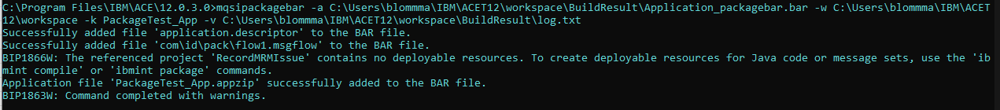 C:\Program Files\IBM\ACE\12.0.3.0>mqsipackagebar -a C:\Users\blommma\IBM\ACET12\workspace\BuildResult\Application_packagebar.bar -w C:\Users\blommma\IBM\ACET
12\workspace -k PackageTest_App -v C:\Users\blommma\IBM\ACET12\workspace\BuildResult\log.txt
Successfully added file 'application.descriptor' to the BAR file.
Successfully added file 'com\id\pack\flow1.msgflow' to the BAR file.
BIP1866W: The referenced project 'RecordMRMIssue' contains no deployable resources. To create deployable resources for Java code or message sets, use the 'ib
mint compile' or 'ibmint package' commands.
Application file 'PackageTest_App.appzip' successfully added to the BAR file.
BIP1863W: Command completed with warnings.